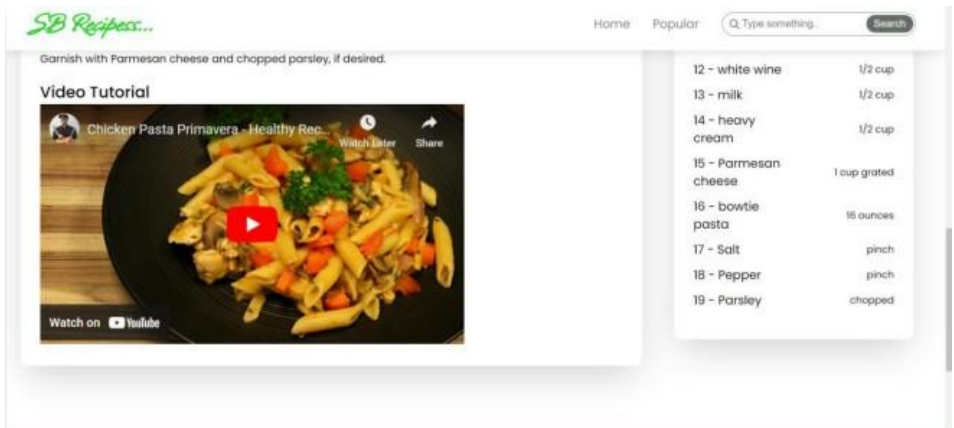 SB Recipess...
Home
Popular
Type something..
Search
Garnish with Parmesan cheese and chopped parsley, if desired.
Video Tutorial
Chicken Pasta Primavera - Healthy Rec...
Watch Later
Share
Watch on YouTube
12 - white wine 1/2 cup
13 - milk 1/2 cup
14 - heavy
cream 1/2 cup
15 - Parmesan
cheese 1 cup grated
16 - bowtie
pasta 16 ounces
17 - Salt pinch
18 - Pepper pinch
19 - Parsley chopped